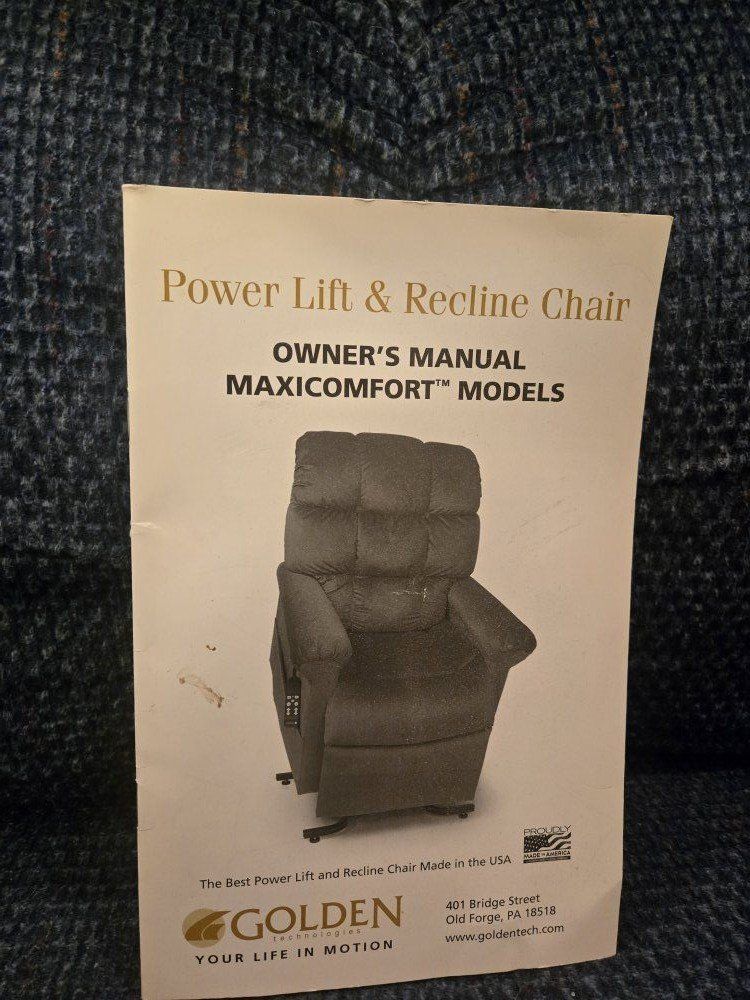 Power Lift & Recline Chair
OWNER'S MANUAL
MAXICOMFORT™ MODELS
The Best Power Lift and Recline Chair Made in the USA
PROUDLY
MADE IN AMERICA
GOLDEN
technologies
YOUR LIFE IN MOTION
401 Bridge Street
Old Forge, PA 18518
www.goldentech.com